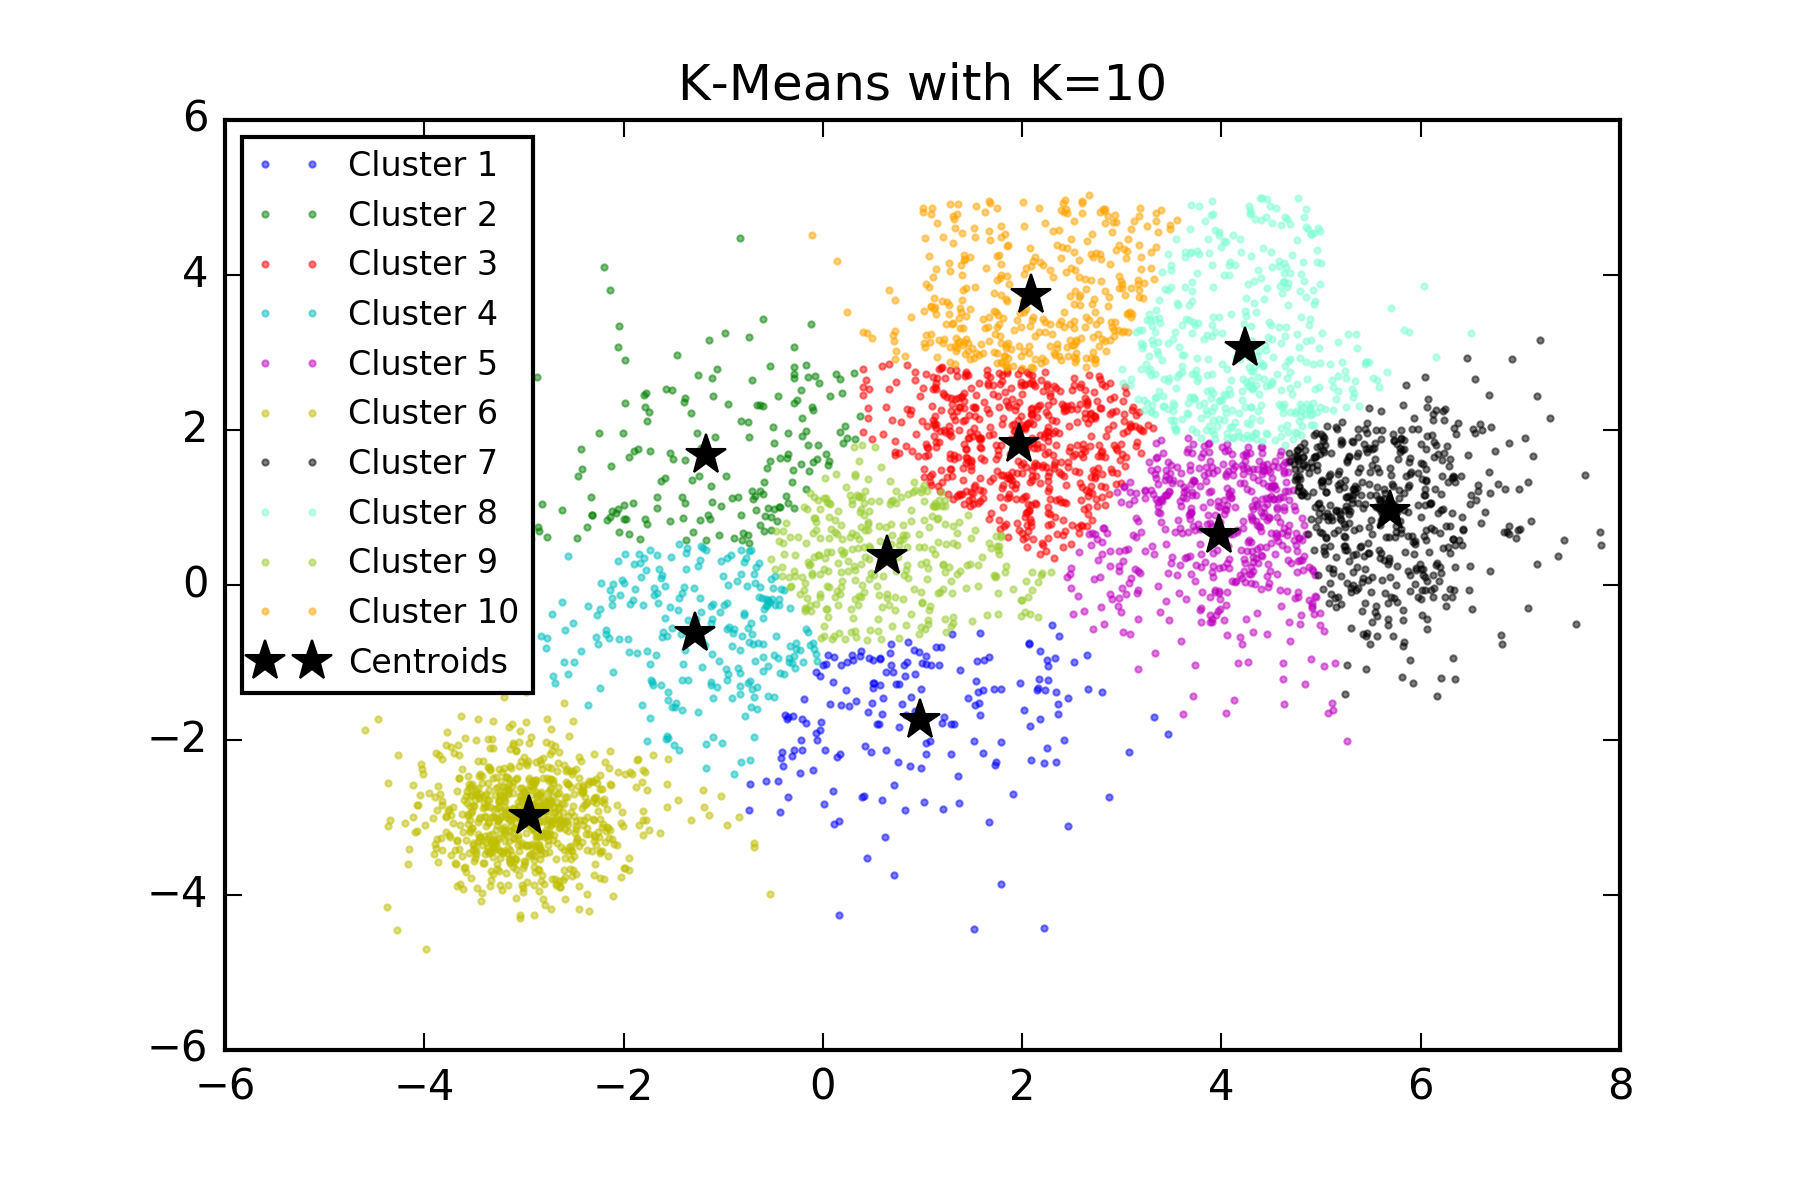 K-Means with K=10
6
4
2
0
−2
−4
−6
Cluster 1
Cluster 2
Cluster 3
Cluster 4
Cluster 5
Cluster 6
Cluster 7
Cluster 8
Cluster 9
Cluster 10
Centroids
−6 −4 −2 0 2 4 6 8